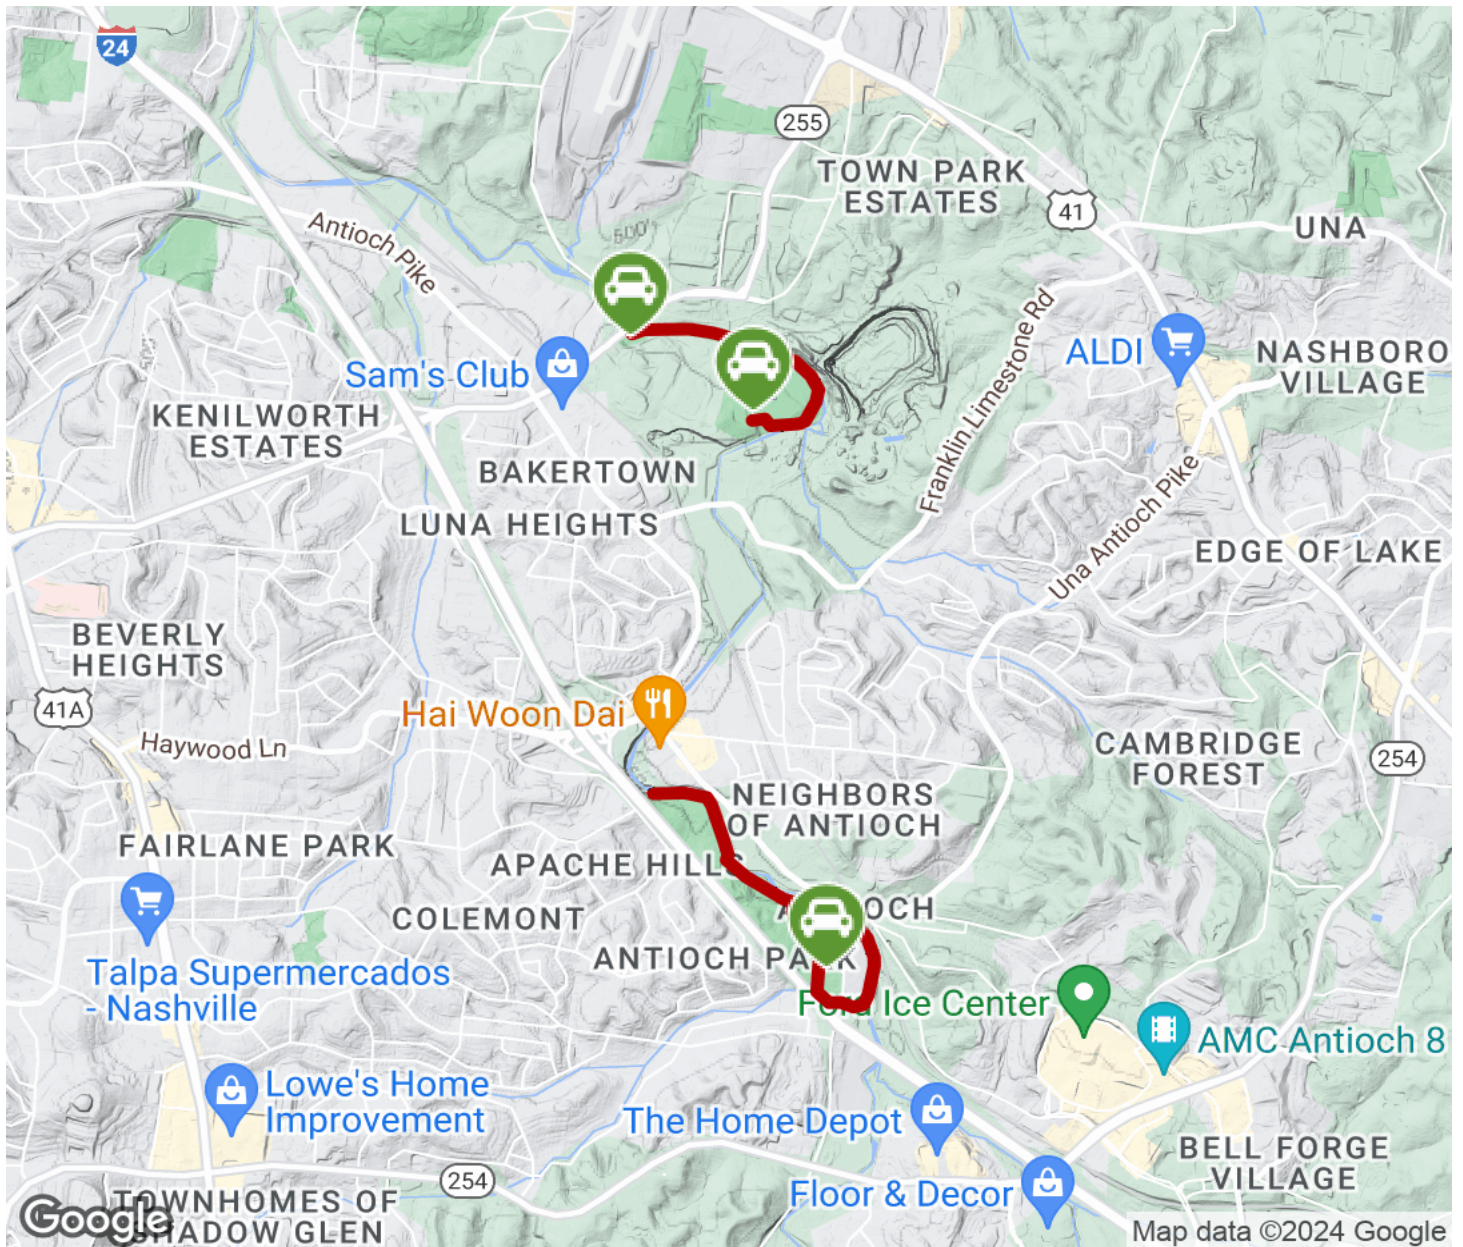 24
255
TOWN PARK
ESTATES
41
UNA
Antioch Pike
500'
Franklin Limestone Rd
Sam's Club
ALDI
NASHBORO
VILLAGE
KENILWORTH
ESTATES
BAKERTOWN
LUNA HEIGHTS
Una Antioch Pike
EDGE OF LAKE
BEVERLY
HEIGHTS
41A
Hai Woon Dai
Haywood Ln
CAMBRIDGE
FOREST
254
NEIGHBORS
OF ANTIOCH
FAIRLANE PARK
APACHE HILLS
COLEMONT
ANTIOCH
ANTIOCH PARK
Talpa Supermercados
- Nashville
Ford Ice Center
AMC Antioch 8
Lowe's Home
Improvement
The Home Depot
BELL FORGE
VILLAGE
254
Floor & Decor
TOWNHOMES OF
SHADOW GLEN
Google
Map data ©2024 Google